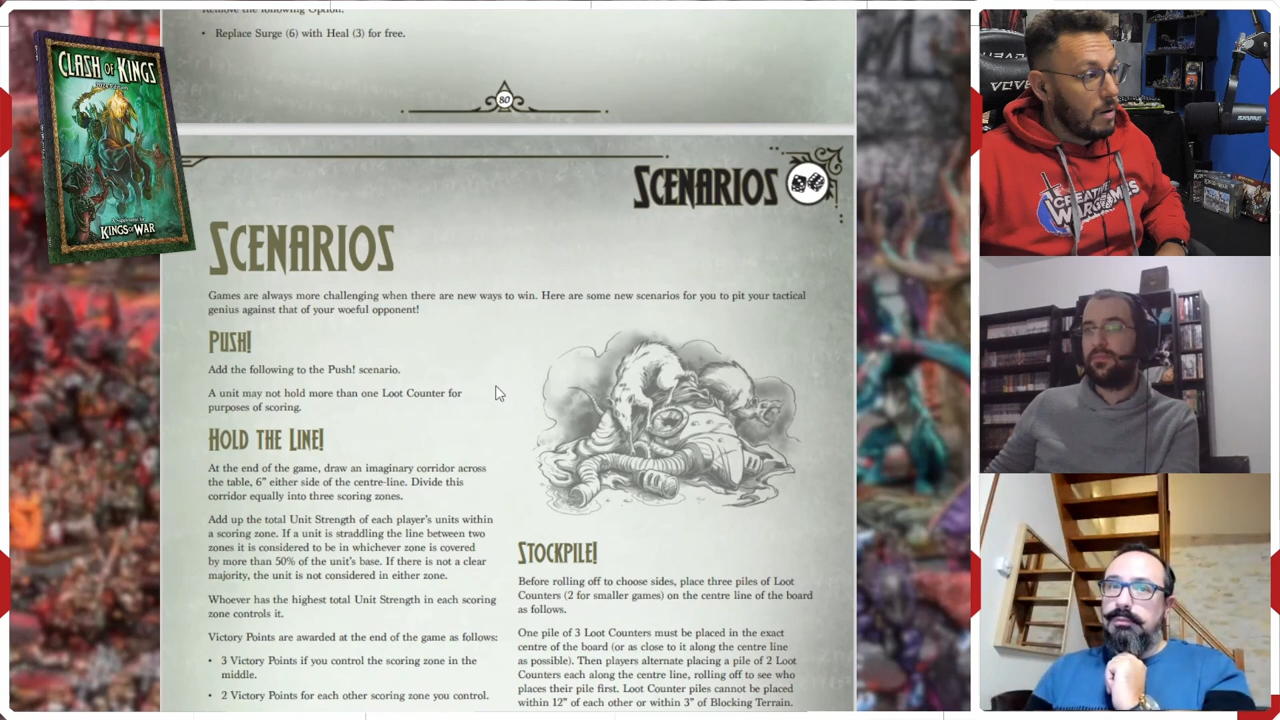 Remove the following Option:
• Replace Surge (6) with Heal (3) for free.
80
CLASH OF KINGS
A Supplement for
KINGS OF WAR
SCENARIOS
SCENARIOS
Games are always more challenging when there are new ways to win. Here are some new scenarios for you to pit your tactical
genius against that of your woeful opponent!
PUSH!
Add the following to the Push! scenario.
A unit may not hold more than one Loot Counter for
purposes of scoring.
HOLD THE LINE!
At the end of the game, draw an imaginary corridor across
the table, 6” either side of the centre-line. Divide this
corridor equally into three scoring zones.
Add up the total Unit Strength of each player’s units within
a scoring zone. If a unit is straddling the line between two
zones it is considered to be in whichever zone is covered
by more than 50% of the unit’s base. If there is not a clear
majority, the unit is not considered in either zone.
Whoever has the highest total Unit Strength in each scoring
zone controls it.
Victory Points are awarded at the end of the game as follows:
• 3 Victory Points if you control the scoring zone in the
middle.
• 2 Victory Points for each other scoring zone you control.
STOCKPILE!
Before rolling off to choose sides, place three piles of Loot
Counters (2 for smaller games) on the centre line of the board
as follows.
One pile of 3 Loot Counters must be placed in the exact
centre of the board (or as close to it along the centre line
as possible). Then players alternate placing a pile of 2 Loot
Counters each along the centre line, rolling off to see who
places their pile first. Loot Counter piles cannot be placed
within 12” of each other or within 3” of Blocking Terrain.
CREATIVE
WARGAMES